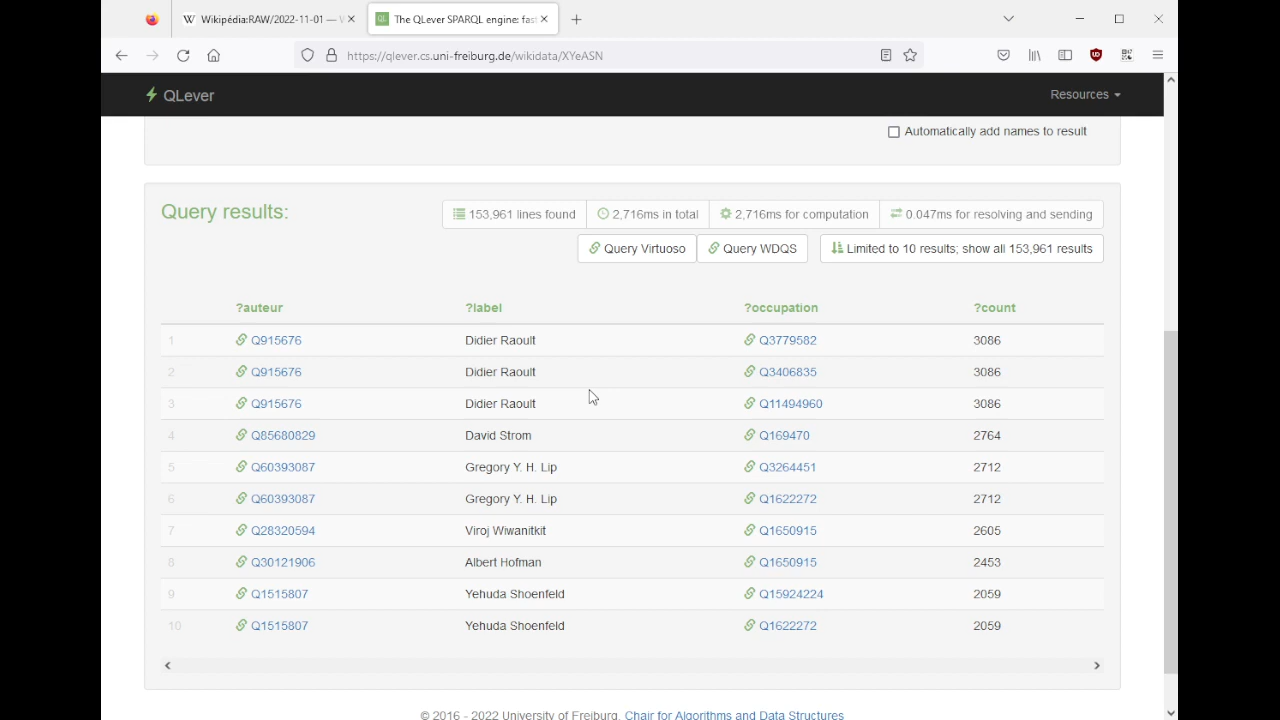 Wikipédia:RAW/2022-11-01 — V
The QLever SPARQL engine: fast
https://qlever.cs.uni-freiburg.de/wikidata/XYeASN
QLever
Resources
Automatically add names to result
Query results:
153,961 lines found
2,716ms in total
2,716ms for computation
0.047ms for resolving and sending
Query Virtuoso
Query WDQS
Limited to 10 results; show all 153,961 results
?auteur ?label ?occupation ?count
1 Q915676 Didier Raoult Q3779582 3086
2 Q915676 Didier Raoult Q3406835 3086
3 Q915676 Didier Raoult Q11494960 3086
4 Q85680829 David Strom Q169470 2764
5 Q60393087 Gregory Y. H. Lip Q3264451 2712
6 Q60393087 Gregory Y. H. Lip Q1622272 2712
7 Q28320594 Viroj Wiwanitkit Q1650915 2605
8 Q30121906 Albert Hofman Q1650915 2453
9 Q1515807 Yehuda Shoenfeld Q15924224 2059
10 Q1515807 Yehuda Shoenfeld Q1622272 2059
© 2016 - 2022 University of Freiburg, Chair for Algorithms and Data Structures